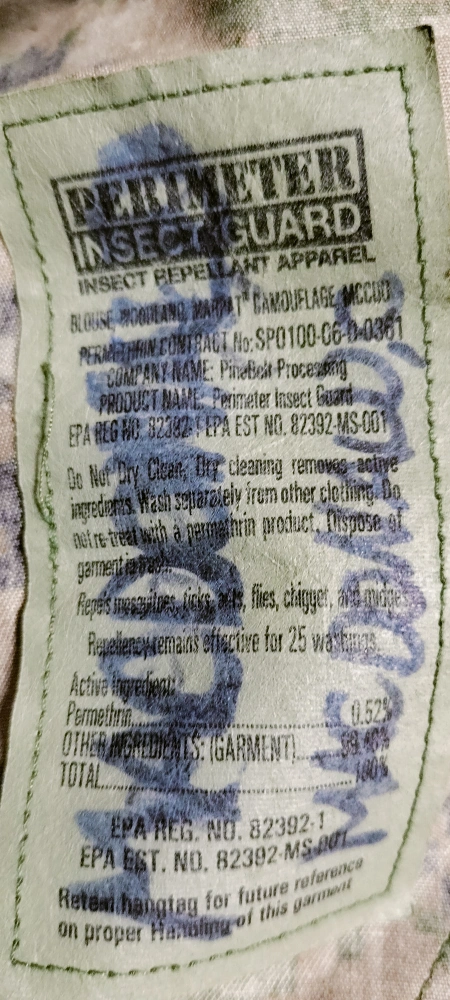 PERIMETER
INSECT GUARD
INSECT REPELLANT APPAREL
BLOUSE, WOODLAND, MARPAT® CAMOUFLAGE, MCCUU
PERMETHRIN CONTRACT No: SP0100-06-D-0361
COMPANY NAME: PineBelt Processing
PRODUCT NAME: Perimeter Insect Guard
EPA REG NO. 82392-1 EPA EST NO. 82392-MS-001
Do Not Dry Clean, Dry cleaning removes active
ingredients. Wash separately from other clothing. Do
not re-treat with a permethrin product. Dispose of
garment in trash.
Repels mosquitoes, ticks, ants, flies, chigger, and midge
Repellency remains effective for 25 washings.
Active Ingredient:
Permethrin........ 0.52%
OTHER INGREDIENTS: (GARMENT)..... 99.48%
TOTAL........ 100%
EPA REG. NO. 82392-1
EPA EST. NO. 82392-MS-001
Retain hangtag for future reference
on proper Handling of this garment
MACDONALD